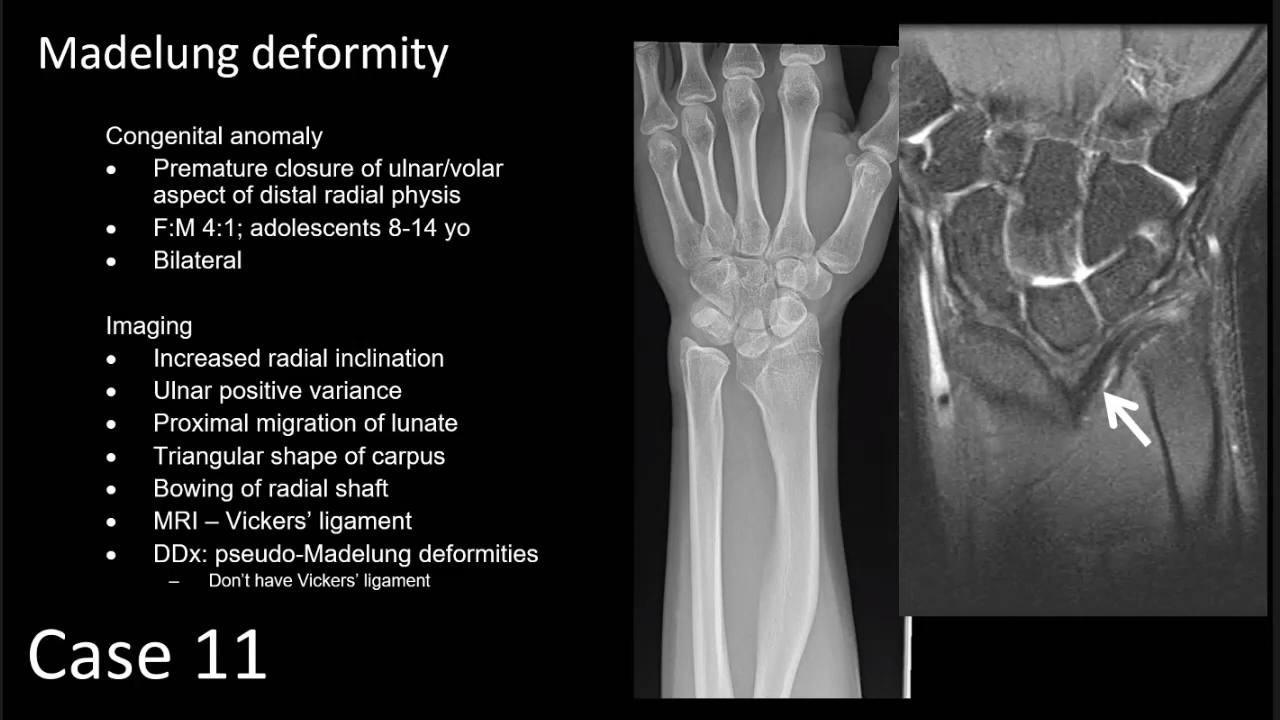 Madelung deformity
Congenital anomaly
• Premature closure of ulnar/volar
aspect of distal radial physis
• F:M 4:1; adolescents 8-14 yo
• Bilateral
Imaging
• Increased radial inclination
• Ulnar positive variance
• Proximal migration of lunate
• Triangular shape of carpus
• Bowing of radial shaft
• MRI – Vickers’ ligament
• DDx: pseudo-Madelung deformities
– Don’t have Vickers’ ligament
Case 11